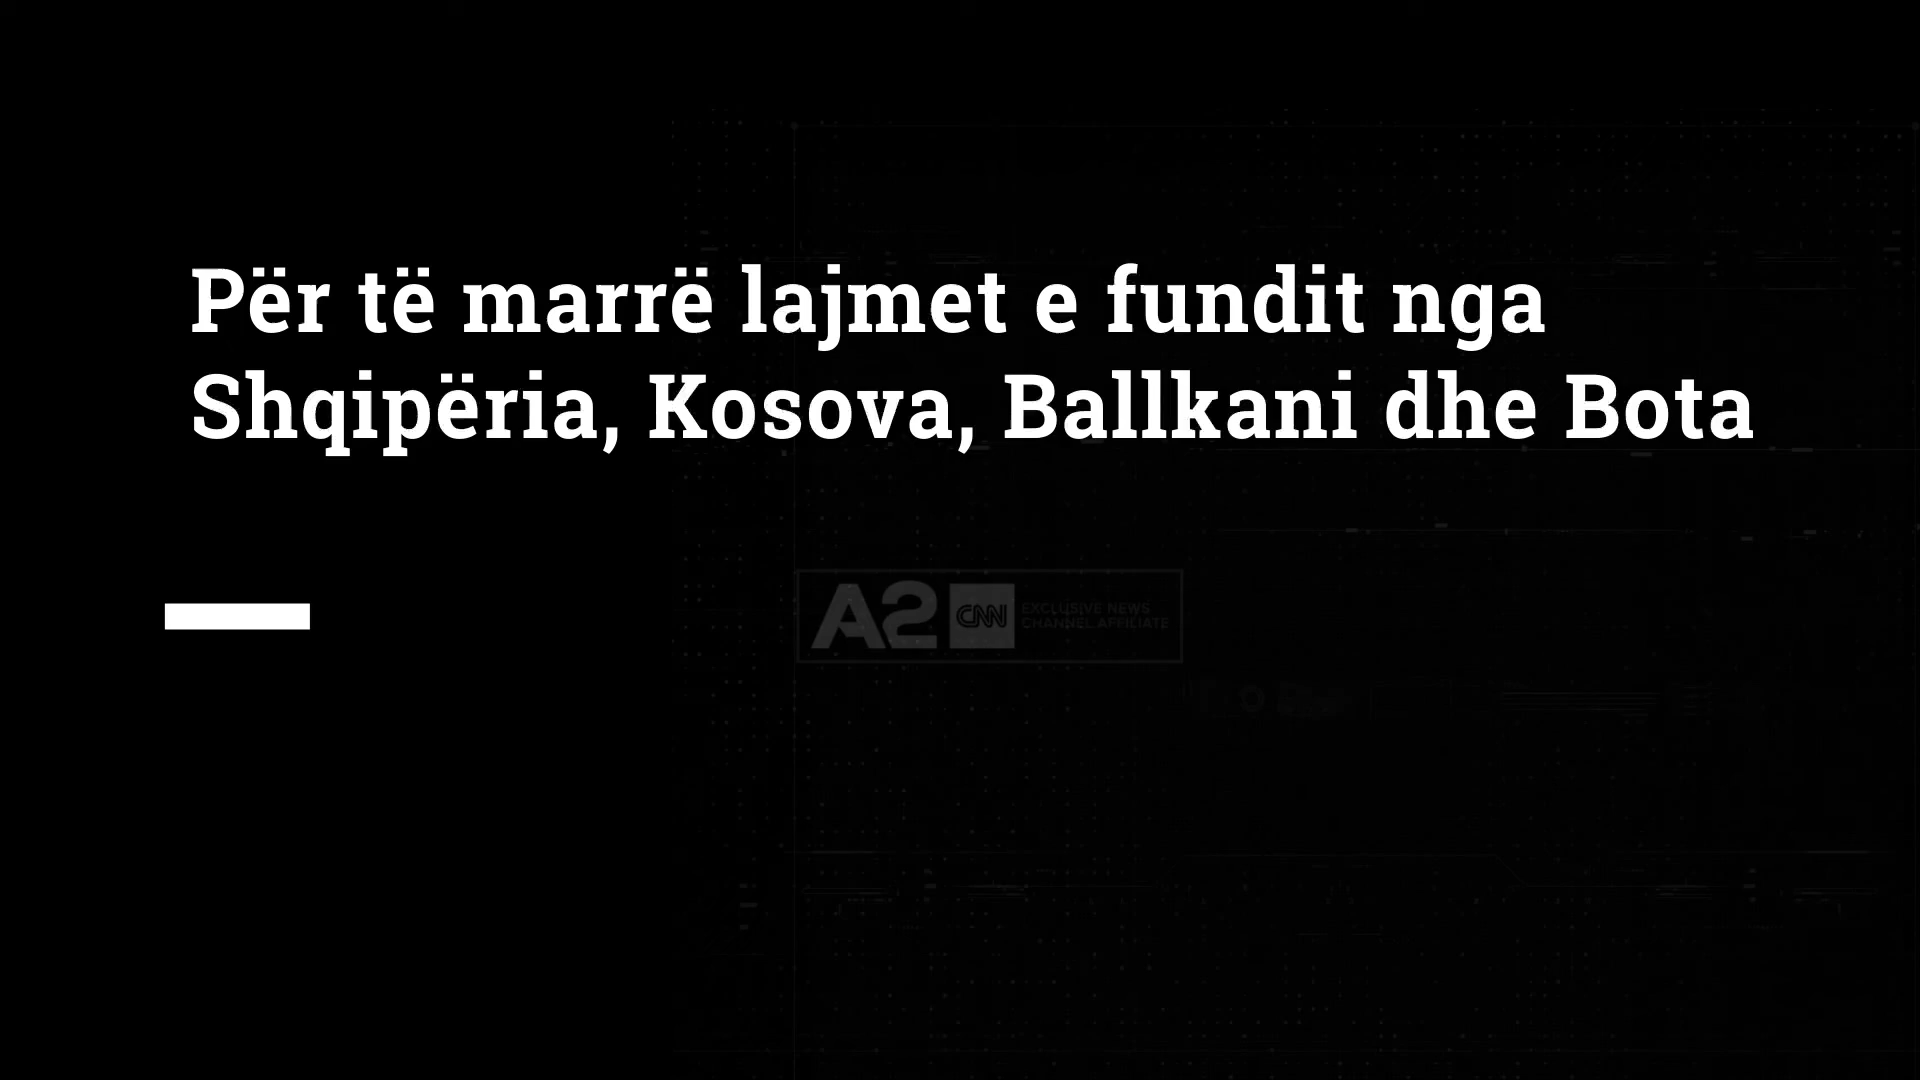 Për të marrë lajmet e fundit nga
Shqipëria, Kosova, Ballkani dhe Bota
A2 CNN EXCLUSIVE NEWS
CHANNEL AFFILIATE